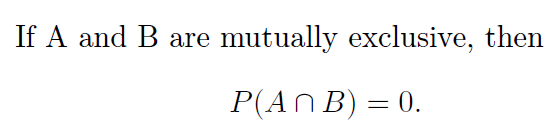 If A and B are mutually exclusive, then
P(A ∩ B) = 0.